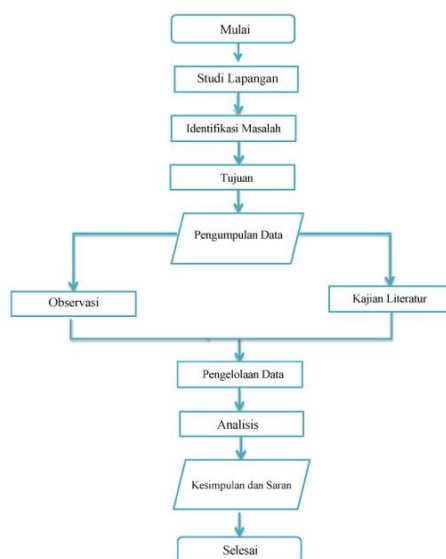 Mulai
Studi Lapangan
Identifikasi Masalah
Tujuan
Pengumpulan Data
Observasi
Kajian Literatur
Pengelolaan Data
Analisis
Kesimpulan dan Saran
Selesai